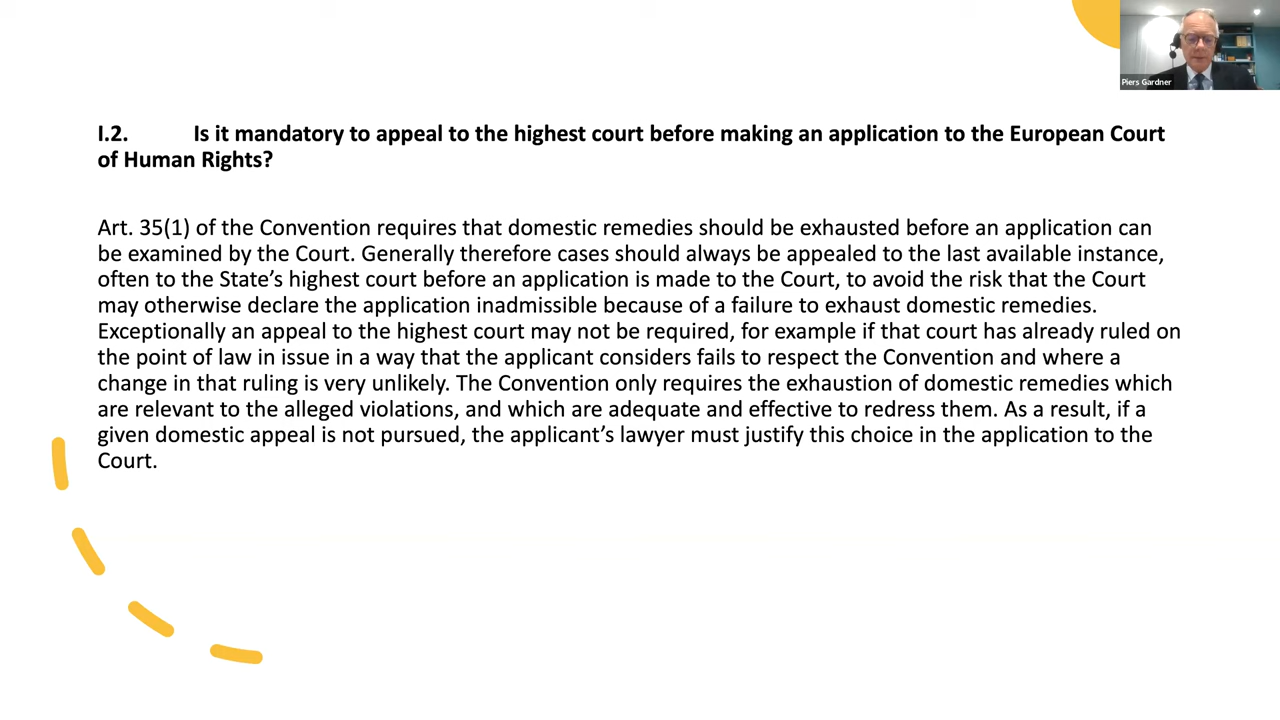 Piers Gardner
I.2. Is it mandatory to appeal to the highest court before making an application to the European Court
of Human Rights?
Art. 35(1) of the Convention requires that domestic remedies should be exhausted before an application can
be examined by the Court. Generally therefore cases should always be appealed to the last available instance,
often to the State’s highest court before an application is made to the Court, to avoid the risk that the Court
may otherwise declare the application inadmissible because of a failure to exhaust domestic remedies.
Exceptionally an appeal to the highest court may not be required, for example if that court has already ruled on
the point of law in issue in a way that the applicant considers fails to respect the Convention and where a
change in that ruling is very unlikely. The Convention only requires the exhaustion of domestic remedies which
are relevant to the alleged violations, and which are adequate and effective to redress them. As a result, if a
given domestic appeal is not pursued, the applicant’s lawyer must justify this choice in the application to the
Court.